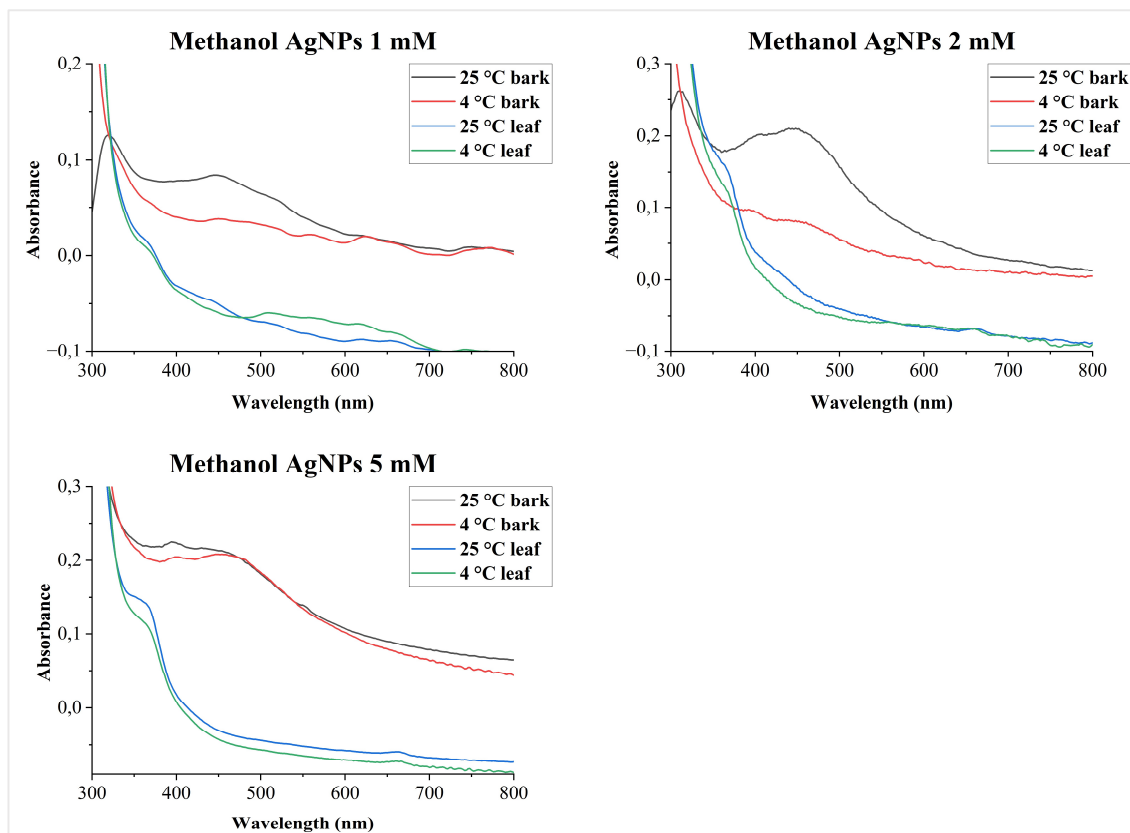 Methanol AgNPs 1 mM
0,2
0,1
0,0
−0,1
Absorbance
300 400 500 600 700 800
Wavelength (nm)
25 °C bark
4 °C bark
25 °C leaf
4 °C leaf
Methanol AgNPs 2 mM
0,3
0,2
0,1
0,0
−0,1
Absorbance
300 400 500 600 700 800
Wavelength (nm)
25 °C bark
4 °C bark
25 °C leaf
4 °C leaf
Methanol AgNPs 5 mM
0,3
0,2
0,1
0,0
Absorbance
300 400 500 600 700 800
Wavelength (nm)
25 °C bark
4 °C bark
25 °C leaf
4 °C leaf